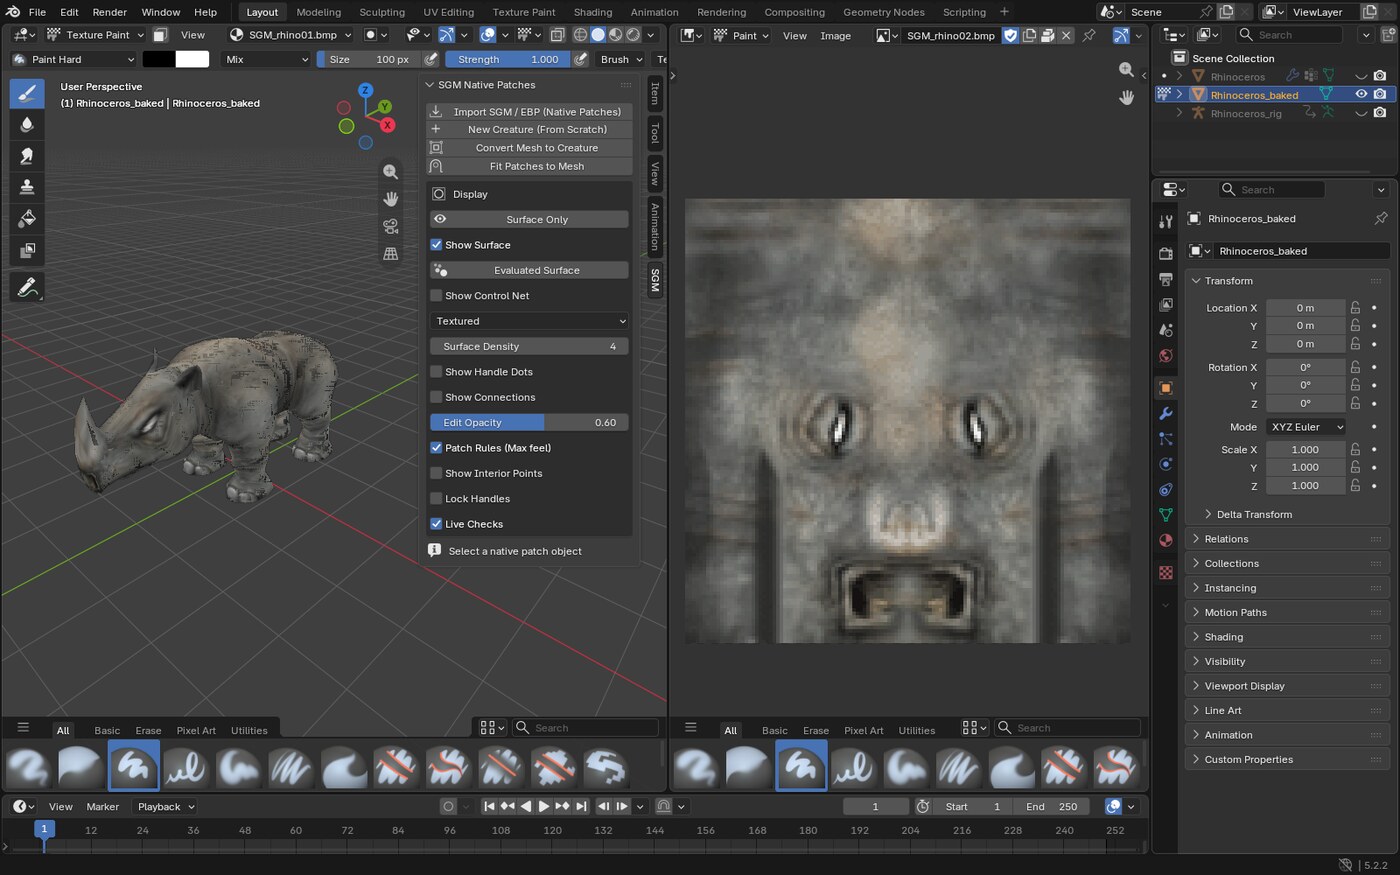 File Edit Render Window Help Layout Modeling Sculpting UV Editing Texture Paint Shading Animation Rendering Compositing Geometry Nodes Scripting + Scene ViewLayer
Texture Paint View SGM_rhino01.bmp
Paint View Image SGM_rhino02.bmp
Search
Paint Hard Mix Size 100 px Strength 1.000 Brush Te
Scene Collection
Rhinoceros
Rhinoceros_baked
Rhinoceros_rig
User Perspective
(1) Rhinoceros_baked | Rhinoceros_baked
Z
Y
X
SGM Native Patches
Import SGM / EBP (Native Patches)
New Creature (From Scratch)
Convert Mesh to Creature
Fit Patches to Mesh
Display
Surface Only
Show Surface
Evaluated Surface
Show Control Net
Textured
Surface Density 4
Show Handle Dots
Show Connections
Edit Opacity 0.60
Patch Rules (Max feel)
Show Interior Points
Lock Handles
Live Checks
Select a native patch object
Item
Tool
View
Animation
SGM
Search
Rhinoceros_baked
Rhinoceros_baked
Transform
Location X 0 m
Y 0 m
Z 0 m
Rotation X 0°
Y 0°
Z 0°
Mode XYZ Euler
Scale X 1.000
Y 1.000
Z 1.000
Delta Transform
Relations
Collections
Instancing
Motion Paths
Shading
Visibility
Viewport Display
Line Art
Animation
Custom Properties
All Basic Erase Pixel Art Utilities Search
All Basic Erase Pixel Art Utilities Search
View Marker Playback 1 Start 1 End 250
1 12 24 36 48 60 72 84 96 108 120 132 144 156 168 180 192 204 216 228 240 252
5.2.2